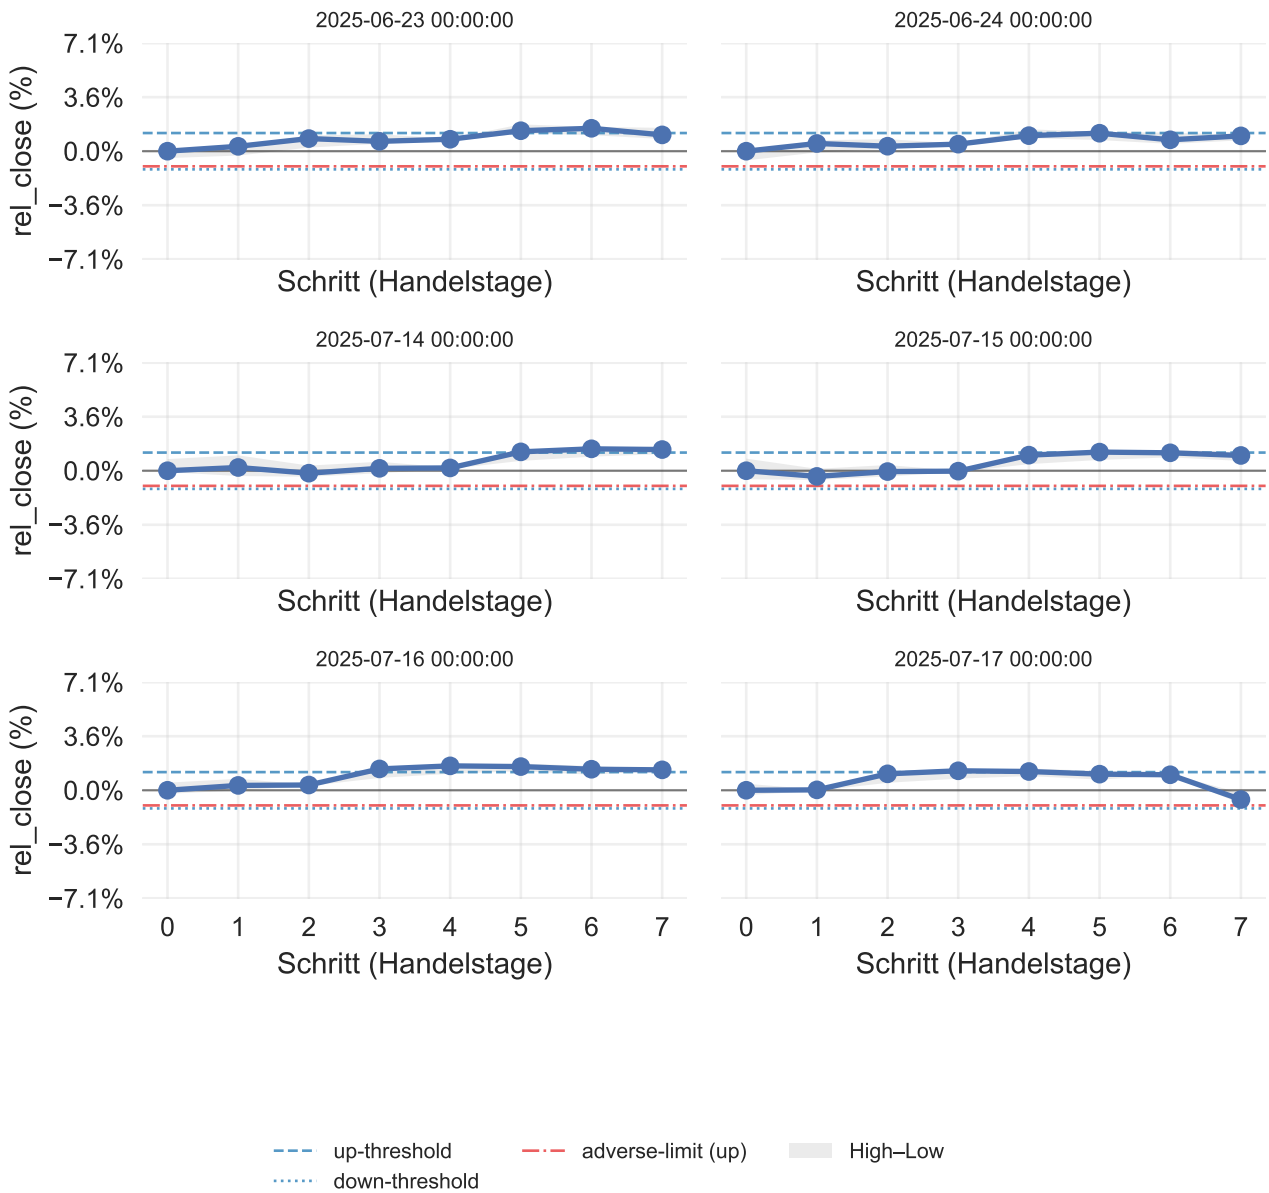 2025-06-23 00:00:00
2025-06-24 00:00:00
7.1%
3.6%
0.0%
−3.6%
−7.1%
rel_close (%)
Schritt (Handelstage)
Schritt (Handelstage)
2025-07-14 00:00:00
2025-07-15 00:00:00
7.1%
3.6%
0.0%
−3.6%
−7.1%
rel_close (%)
Schritt (Handelstage)
Schritt (Handelstage)
2025-07-16 00:00:00
2025-07-17 00:00:00
7.1%
3.6%
0.0%
−3.6%
−7.1%
rel_close (%)
0 1 2 3 4 5 6 7
0 1 2 3 4 5 6 7
Schritt (Handelstage)
Schritt (Handelstage)
up-threshold
down-threshold
adverse-limit (up)
High–Low